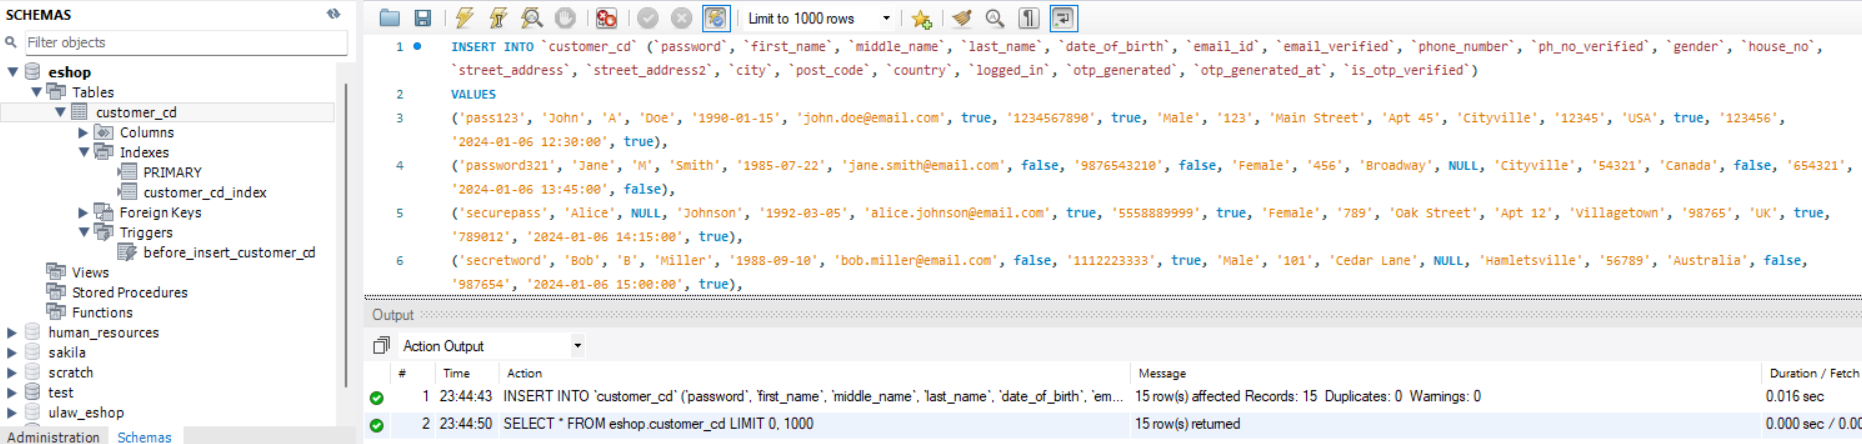 SCHEMAS
Filter objects
eshop
Tables
customer_cd
Columns
Indexes
PRIMARY
customer_cd_index
Foreign Keys
Triggers
before_insert_customer_cd
Views
Stored Procedures
Functions
human_resources
sakila
scratch
test
ulaw_eshop
Administration Schemas
Limit to 1000 rows
1 INSERT INTO `customer_cd` (`password`, `first_name`, `middle_name`, `last_name`, `date_of_birth`, `email_id`, `email_verified`, `phone_number`, `ph_no_verified`, `gender`, `house_no`,
`street_address`, `street_address2`, `city`, `post_code`, `country`, `logged_in`, `otp_generated`, `otp_generated_at`, `is_otp_verified`)
2 VALUES
3 ('pass123', 'John', 'A', 'Doe', '1990-01-15', 'john.doe@email.com', true, '1234567890', true, 'Male', '123', 'Main Street', 'Apt 45', 'Cityville', '12345', 'USA', true, '123456',
'2024-01-06 12:30:00', true),
4 ('password321', 'Jane', 'M', 'Smith', '1985-07-22', 'jane.smith@email.com', false, '9876543210', false, 'Female', '456', 'Broadway', NULL, 'Cityville', '54321', 'Canada', false, '654321',
'2024-01-06 13:45:00', false),
5 ('securepass', 'Alice', NULL, 'Johnson', '1992-03-05', 'alice.johnson@email.com', true, '5558889999', true, 'Female', '789', 'Oak Street', 'Apt 12', 'Villagetown', '98765', 'UK', true,
'789012', '2024-01-06 14:15:00', true),
6 ('secretword', 'Bob', 'B', 'Miller', '1988-09-10', 'bob.miller@email.com', false, '1112223333', true, 'Male', '101', 'Cedar Lane', NULL, 'Hamletsville', '56789', 'Australia', false,
'987654', '2024-01-06 15:00:00', true),
Output
Action Output
# Time Action Message Duration / Fetch
1 23:44:43 INSERT INTO `customer_cd` (`password`, `first_name`, `middle_name`, `last_name`, `date_of_birth`, `em... 15 row(s) affected Records: 15 Duplicates: 0 Warnings: 0 0.016 sec
2 23:44:50 SELECT * FROM eshop.customer_cd LIMIT 0, 1000 15 row(s) returned 0.000 sec /